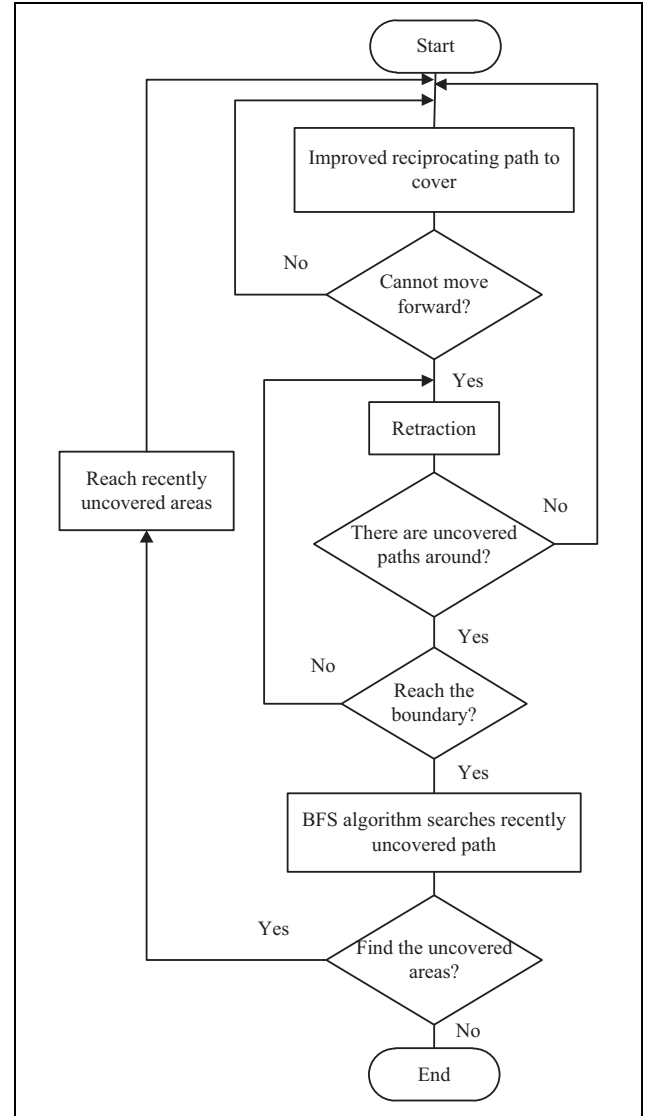 Start
Improved reciprocating path to
cover
No
Cannot move
forward?
Yes
Retraction
Reach recently
uncovered areas
No
There are uncovered
paths around?
Yes
No
Reach the
boundary?
Yes
BFS algorithm searches recently
uncovered path
Yes
Find the uncovered
areas?
No
End